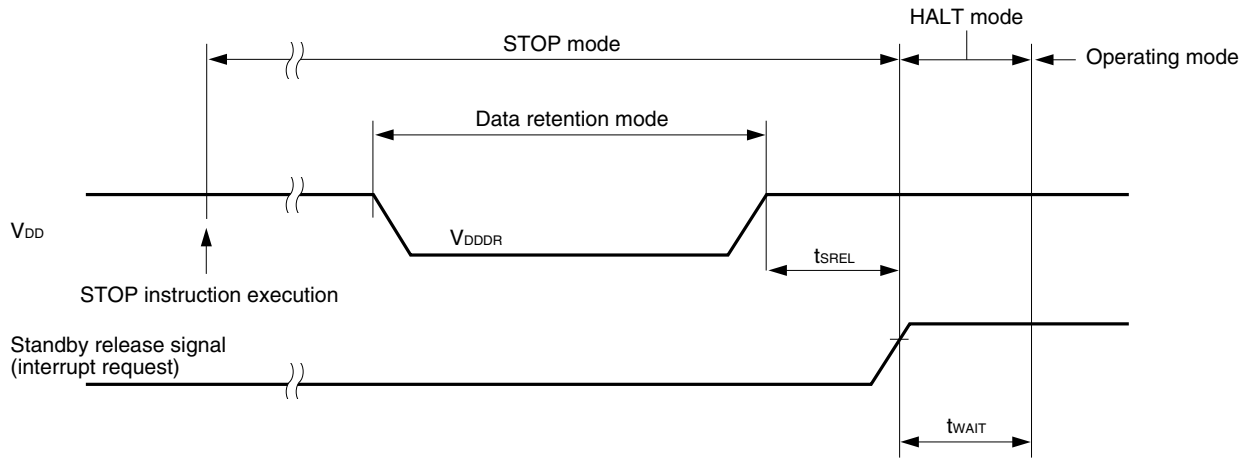 HALT mode
STOP mode
Operating mode
Data retention mode
VDD
VDDDR
tSREL
STOP instruction execution
Standby release signal
(interrupt request)
tWAIT